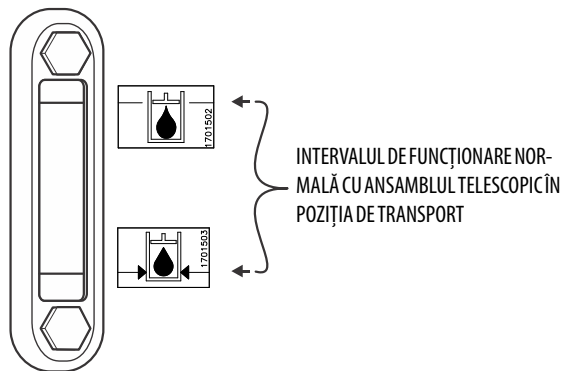 1701502
INTERVALUL DE FUNCȚIONARE NOR-
MALĂ CU ANSAMBLUL TELESCOPIC ÎN
POZIȚIA DE TRANSPORT
1701503